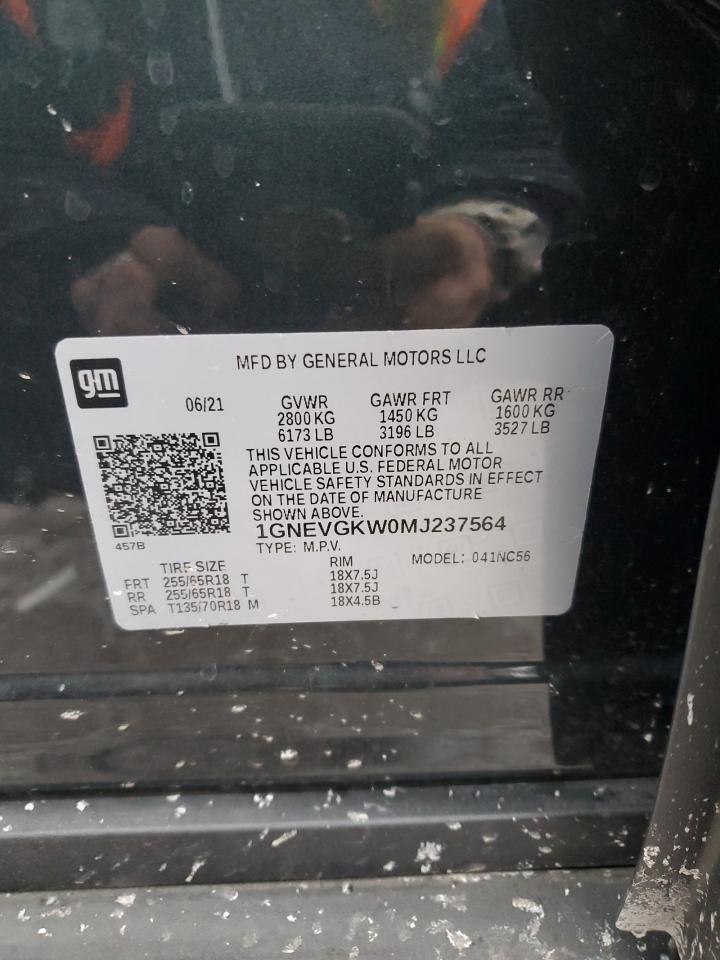 gm
MFD BY GENERAL MOTORS LLC
06/21 GVWR GAWR FRT GAWR RR
2800 KG 1450 KG 1600 KG
6173 LB 3196 LB 3527 LB
THIS VEHICLE CONFORMS TO ALL
APPLICABLE U.S. FEDERAL MOTOR
VEHICLE SAFETY STANDARDS IN EFFECT
ON THE DATE OF MANUFACTURE
SHOWN ABOVE.
1GNEVGKW0MJ237564
457B TYPE: M.P.V. MODEL: 041NC56
TIRE SIZE RIM
FRT 255/65R18 T 18X7.5J
RR 255/65R18 T 18X7.5J
SPA T135/70R18 M 18X4.5B